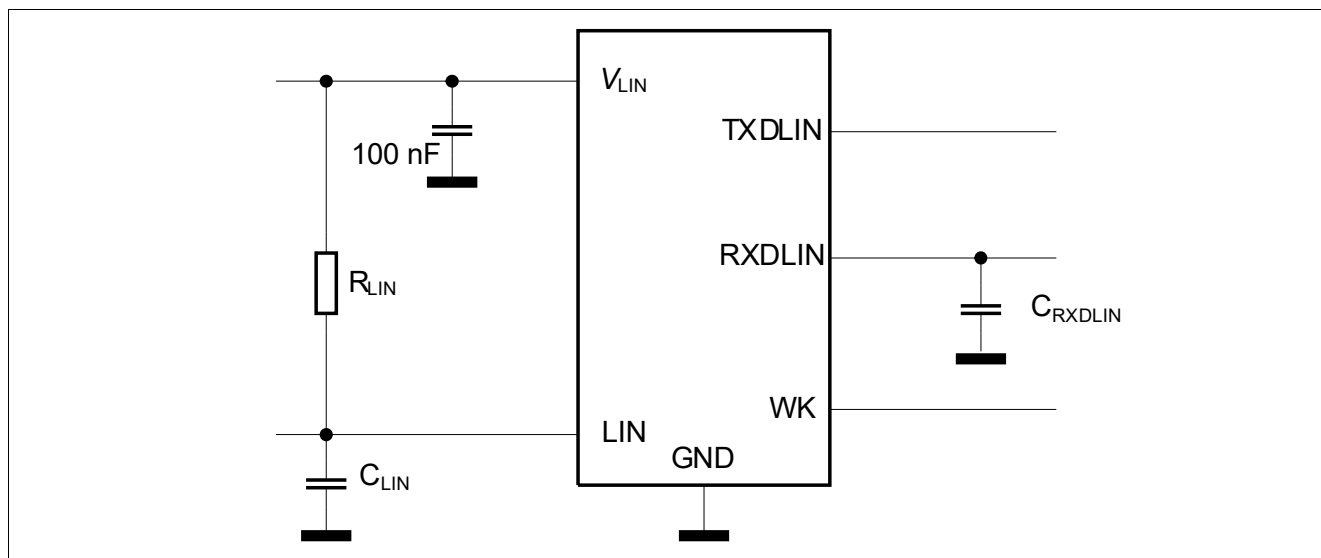 VLIN
TXDLIN
100 nF
RXDLIN
RLIN
CRXDLIN
WK
LIN
GND
CLIN